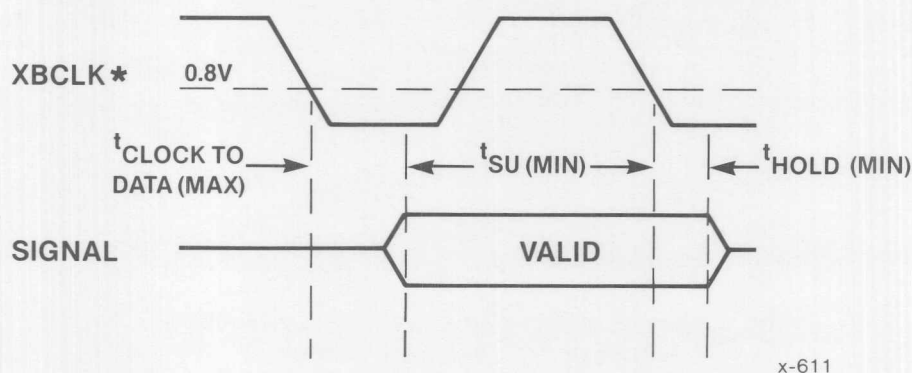 XBCLK*
0.8V
tCLOCK TO
DATA (MAX)
tSU (MIN)
tHOLD (MIN)
SIGNAL
VALID
x-611